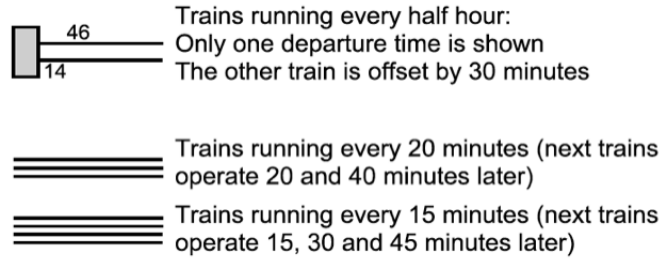 Trains running every half hour:
46
Only one departure time is shown
14
The other train is offset by 30 minutes
Trains running every 20 minutes (next trains
operate 20 and 40 minutes later)
Trains running every 15 minutes (next trains
operate 15, 30 and 45 minutes later)